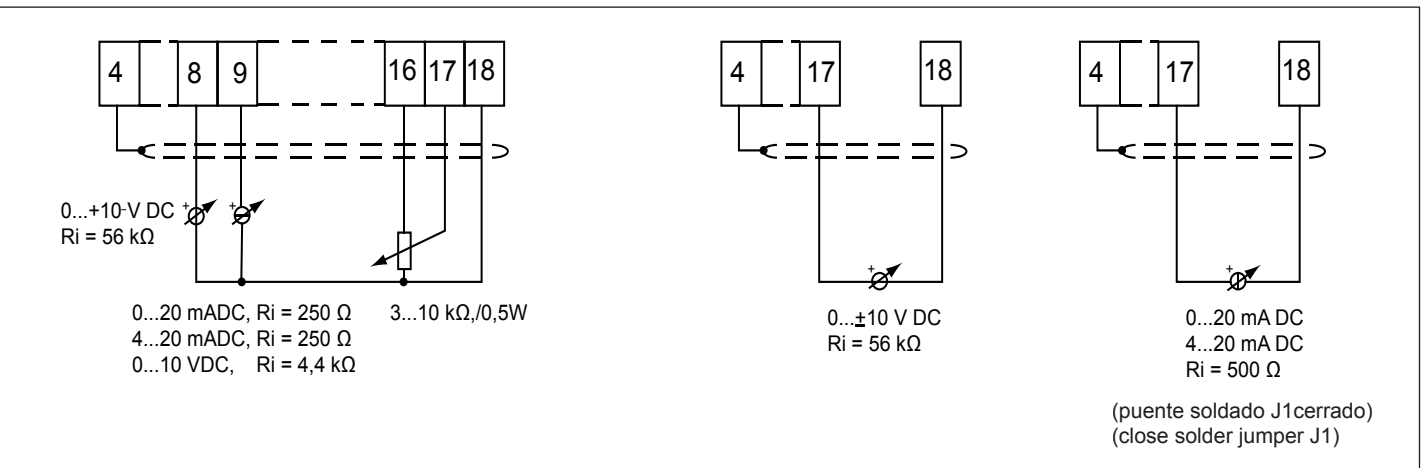 4 8 9 16 17 18
0...+10-V DC
Ri = 56 kΩ
+ +
0...20 mADC, Ri = 250 Ω
4...20 mADC, Ri = 250 Ω
0...10 VDC, Ri = 4,4 kΩ
3...10 kΩ,/0,5W
4 17 18
+
0...±10 V DC
Ri = 56 kΩ
4 17 18
+
0...20 mA DC
4...20 mA DC
Ri = 500 Ω
(puente soldado J1cerrado)
(close solder jumper J1)